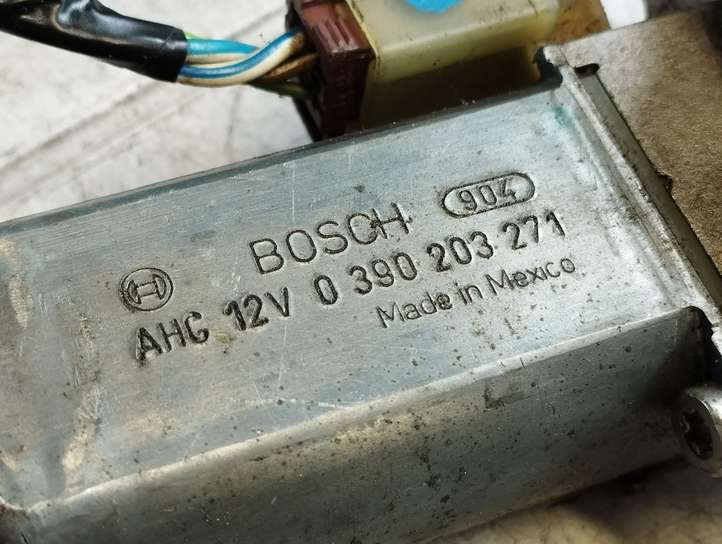 904
BOSCH
AHC 12V 0 390 203 271
Made in Mexico